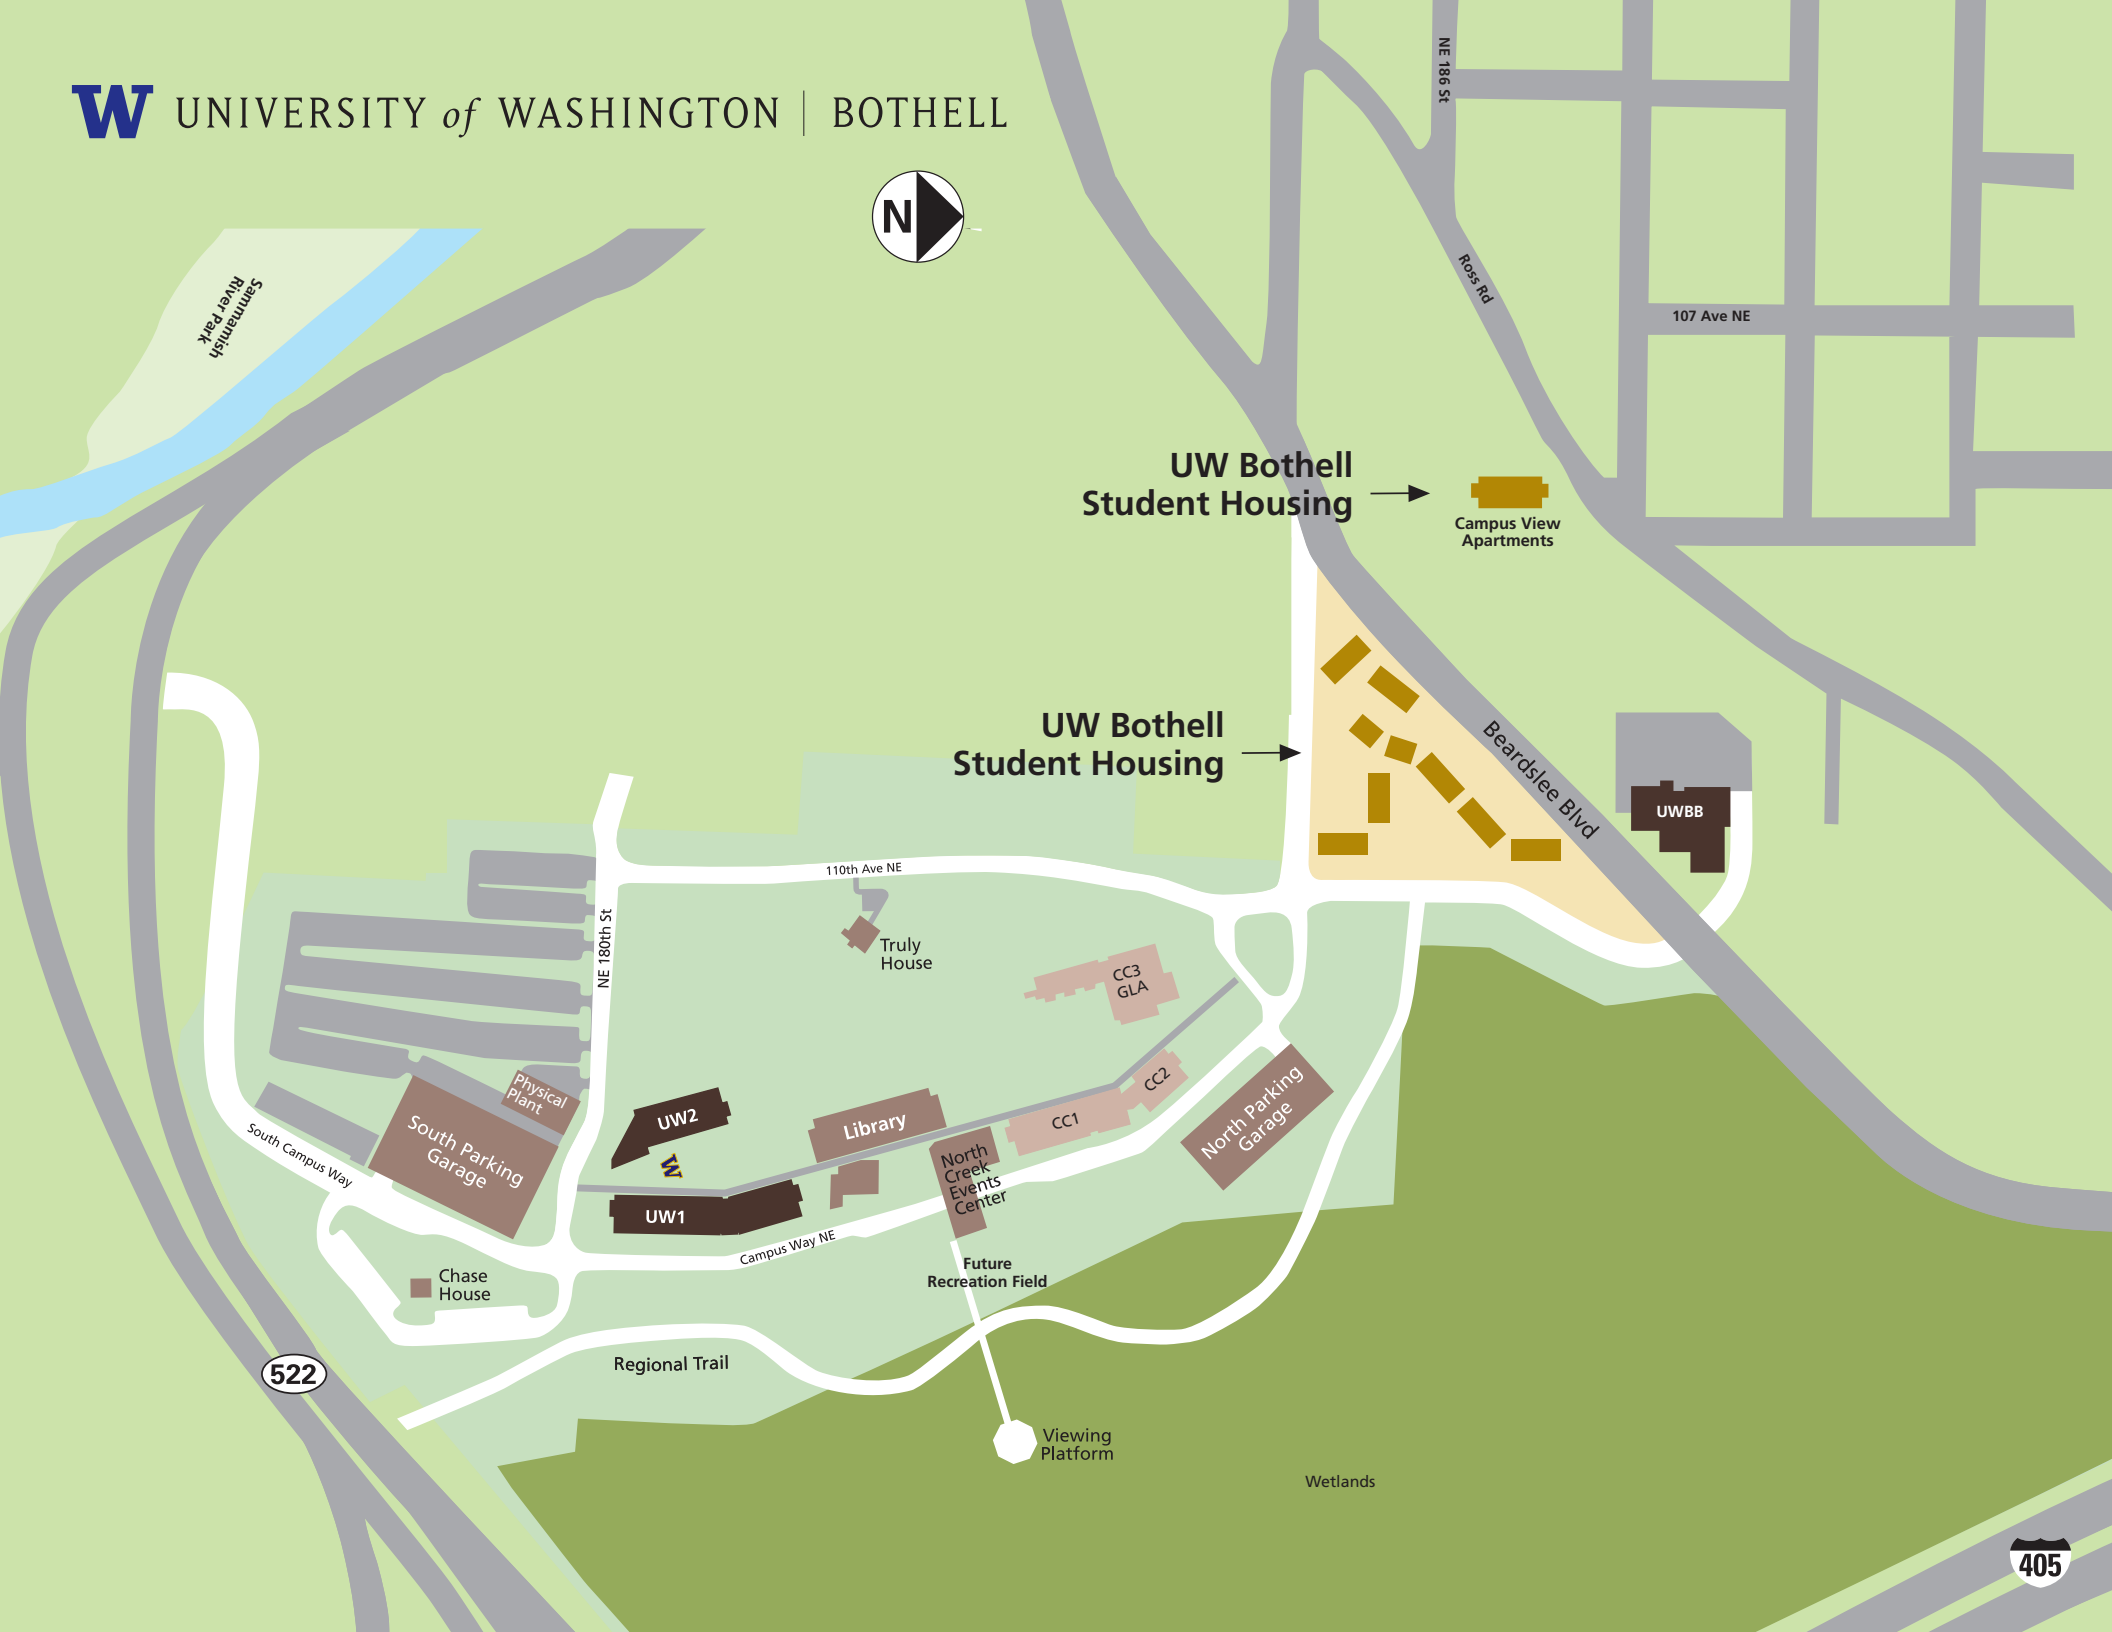 W UNIVERSITY of WASHINGTON | BOTHELL
N
NE 186 St
Ross Rd
107 Ave NE
Sammamish
River Park
UW Bothell
Student Housing
Campus View
Apartments
UW Bothell
Student Housing
Beardslee Blvd
UWBB
110th Ave NE
NE 180th St
Truly
House
CC3
GLA
CC2
CC1
Physical
Plant
South Parking
Garage
South Campus Way
UW2
W
Library
UW1
North
Creek
Events
Center
North Parking
Garage
Campus Way NE
Future
Recreation Field
Chase
House
Regional Trail
522
Viewing
Platform
Wetlands
405